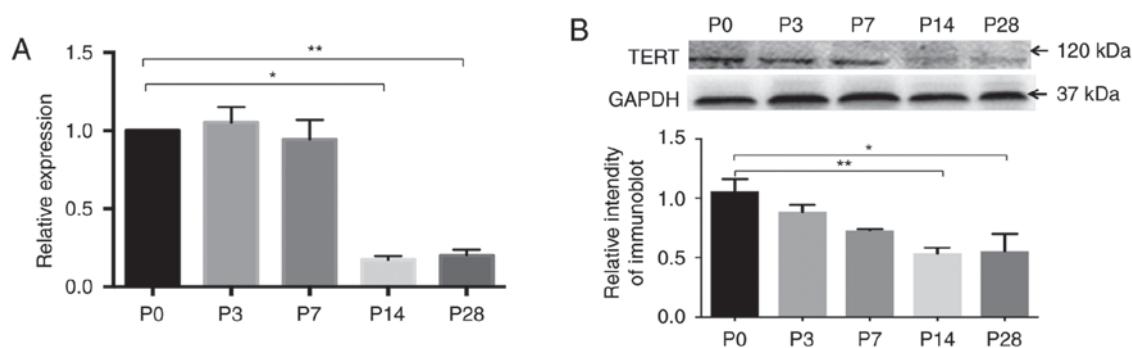 A
Relative expression
1.5
1.0
0.5
0.0
**
*
P0 P3 P7 P14 P28
B
P0 P3 P7 P14 P28
TERT
120 kDa
GAPDH
37 kDa
Relative intendity
of immunoblot
1.5
1.0
0.5
0.0
*
**
P0 P3 P7 P14 P28